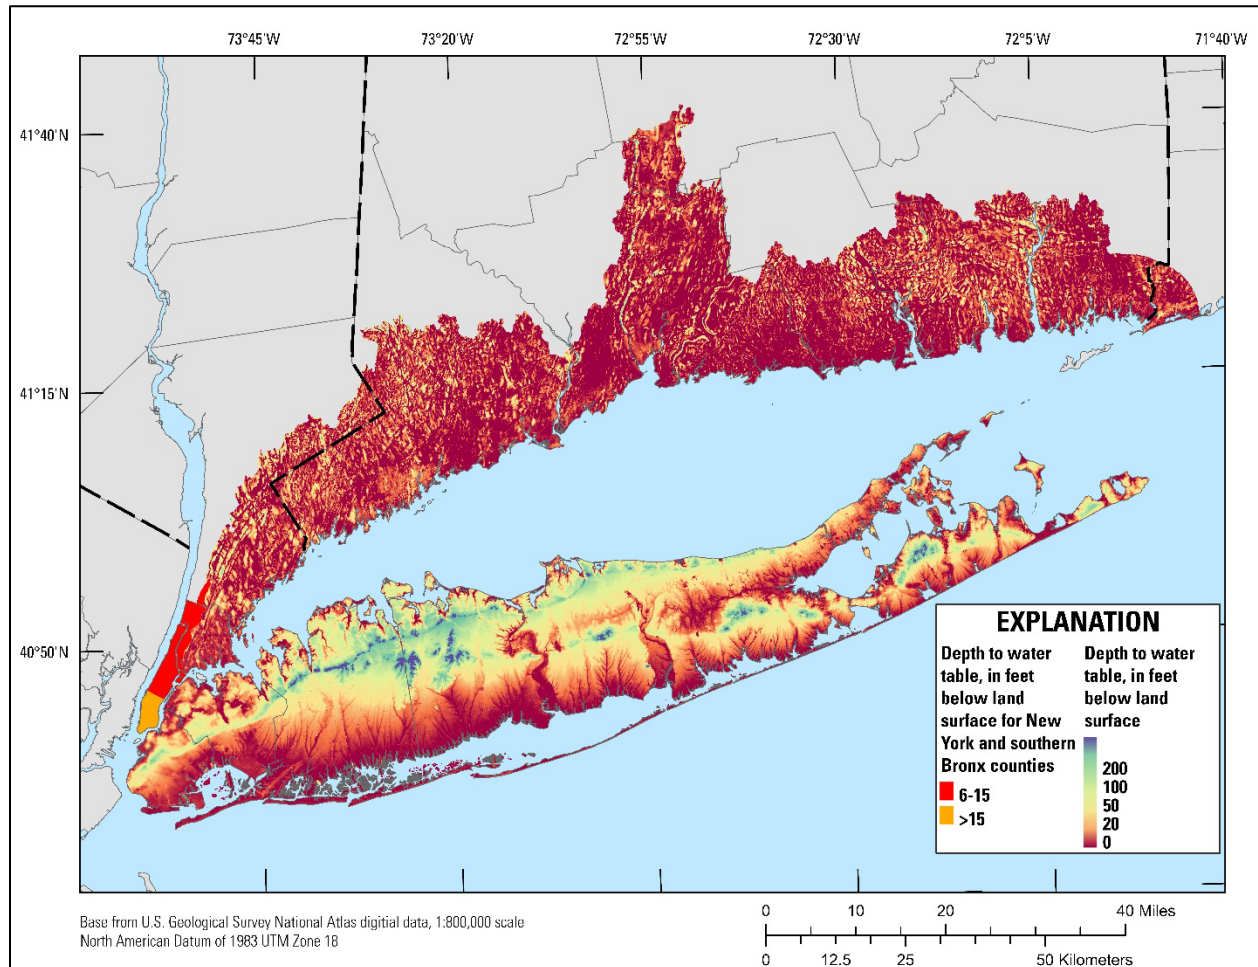 73°45'W 73°20'W 72°55'W 72°30'W 72°5'W 71°40'W
41°40'N
41°15'N
40°50'N
EXPLANATION
Depth to water
table, in feet
below land
surface for New
York and southern
Bronx counties
6-15
>15
Depth to water
table, in feet
below land
surface
200
100
50
20
0
Base from U.S. Geological Survey National Atlas digitial data, 1:800,000 scale
North American Datum of 1983 UTM Zone 18
0 10 20 40 Miles
0 12.5 25 50 Kilometers